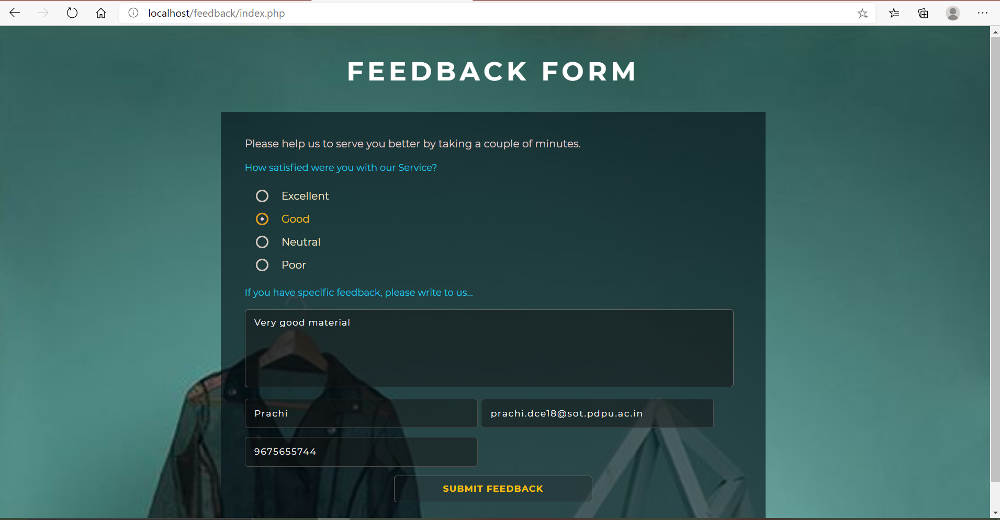 localhost/feedback/index.php
FEEDBACK FORM
Please help us to serve you better by taking a couple of minutes.
How satisfied were you with our Service?
Excellent
Good
Neutral
Poor
If you have specific feedback, please write to us...
Very good material
Prachi prachi.dce18@sot.pdpu.ac.in
9675655744
SUBMIT FEEDBACK